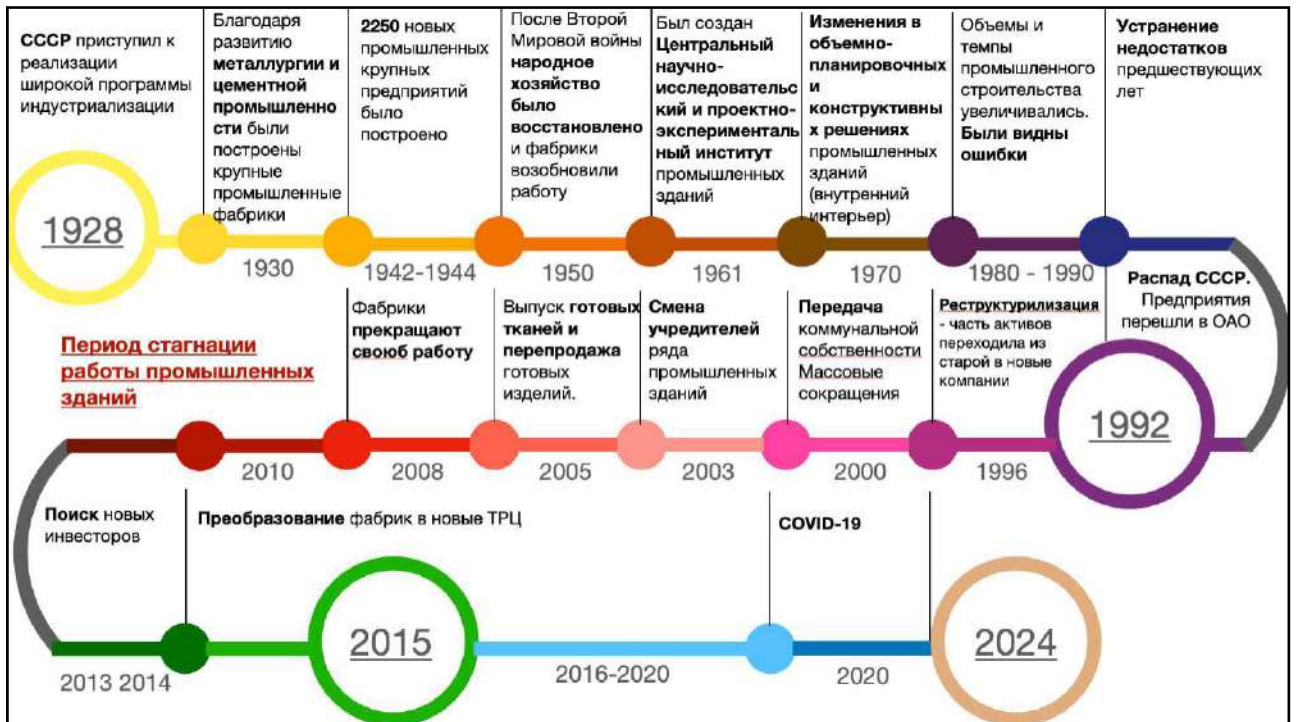 СССР приступил к
реализации
широкой программы
индустриализации
Благодаря
развитию
металлургии и
цементной
промышленно
сти были
построены
крупные
промышленные
фабрики
2250 новых
промышленных
крупных
предприятий
было
построено
После Второй
Мировой войны
народное
хозяйство
было
восстановлено
и фабрики
возобновили
работу
Был создан
Центральный
научно-
исследовательс
кий и проектно-
эксперименталь
ный институт
промышленных
зданий
Изменения в
объемно-
планировочных
и
конструктивны
х решениях
промышленных
зданий
(внутренний
интерьер)
Объемы и
темпы
промышленного
строительства
увеличивались.
Были видны
ошибки
Устранение
недостатков
предшествующих
лет
1928
1930
1942-1944
1950
1961
1970
1980 - 1990
Распад СССР.
Предприятия
перешли в ОАО
1992
Реструктурилизация
- часть активов
переходила из
старой в новые
компании
Передача
коммунальной
собственности
Массовые
сокращения
Смена
учредителей
ряда
промышленных
зданий
Выпуск готовых
тканей и
перепродажа
готовых
изделий.
Фабрики
прекращают
своюб работу
Период стагнации
работы промышленных
зданий
1996
2000
2003
2005
2008
2010
Поиск новых
инвесторов
Преобразование фабрик в новые ТРЦ
COVID-19
2013 2014
2015
2016-2020
2020
2024